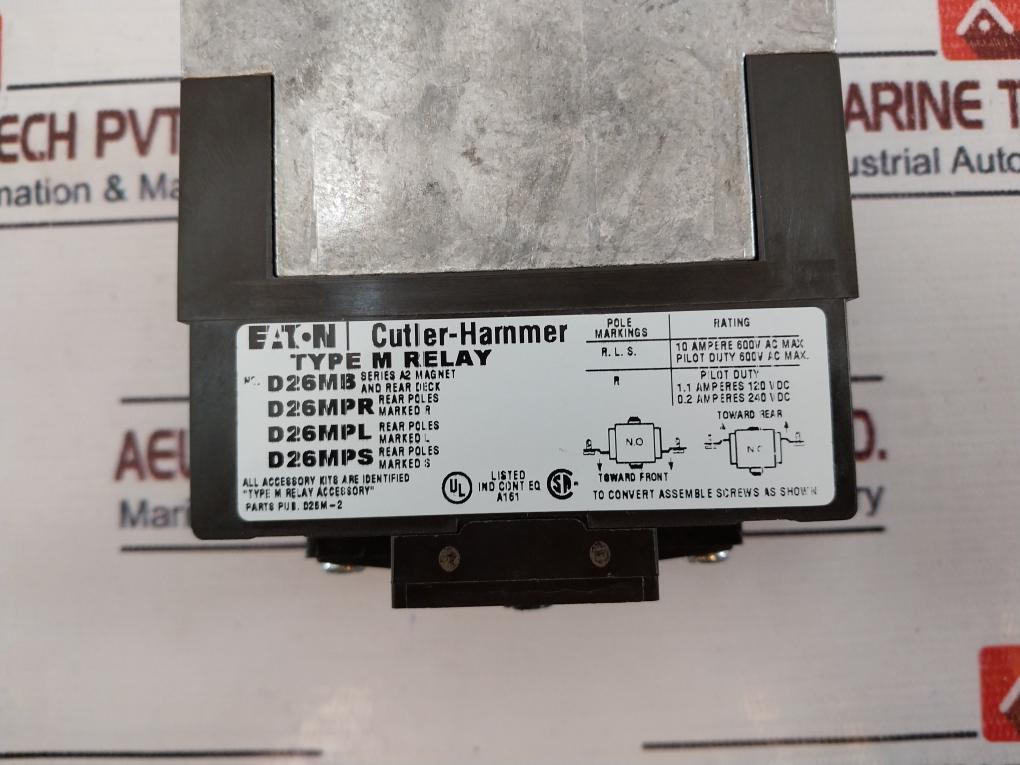 ECH PVT
mation & Ma
ARINE T
ustrial Auto
EATON | Cutler-Hammer
TYPE M RELAY
NO. D26MB SERIES A2 MAGNET AND REAR DECK
D26MPR REAR POLES MARKED R
D26MPL REAR POLES MARKED L
D26MPS REAR POLES MARKED S
ALL ACCESSORY KITS ARE IDENTIFIED
"TYPE M RELAY ACCESSORY"
PARTS PUB. D26M-2
UL
LISTED
IND CONT EQ
A161
SA
POLE MARKINGS
RATING
R. L. S.
10 AMPERE 600V AC MAX
PILOT DUTY 600V AC MAX.
R
PILOT DUTY
1.1 AMPERES 120 VDC
0.2 AMPERES 240 VDC
TOWARD REAR
N.O
N.C
TOWARD FRONT
TO CONVERT ASSEMBLE SCREWS AS SHOWN
AEU
Mari
D.
ry